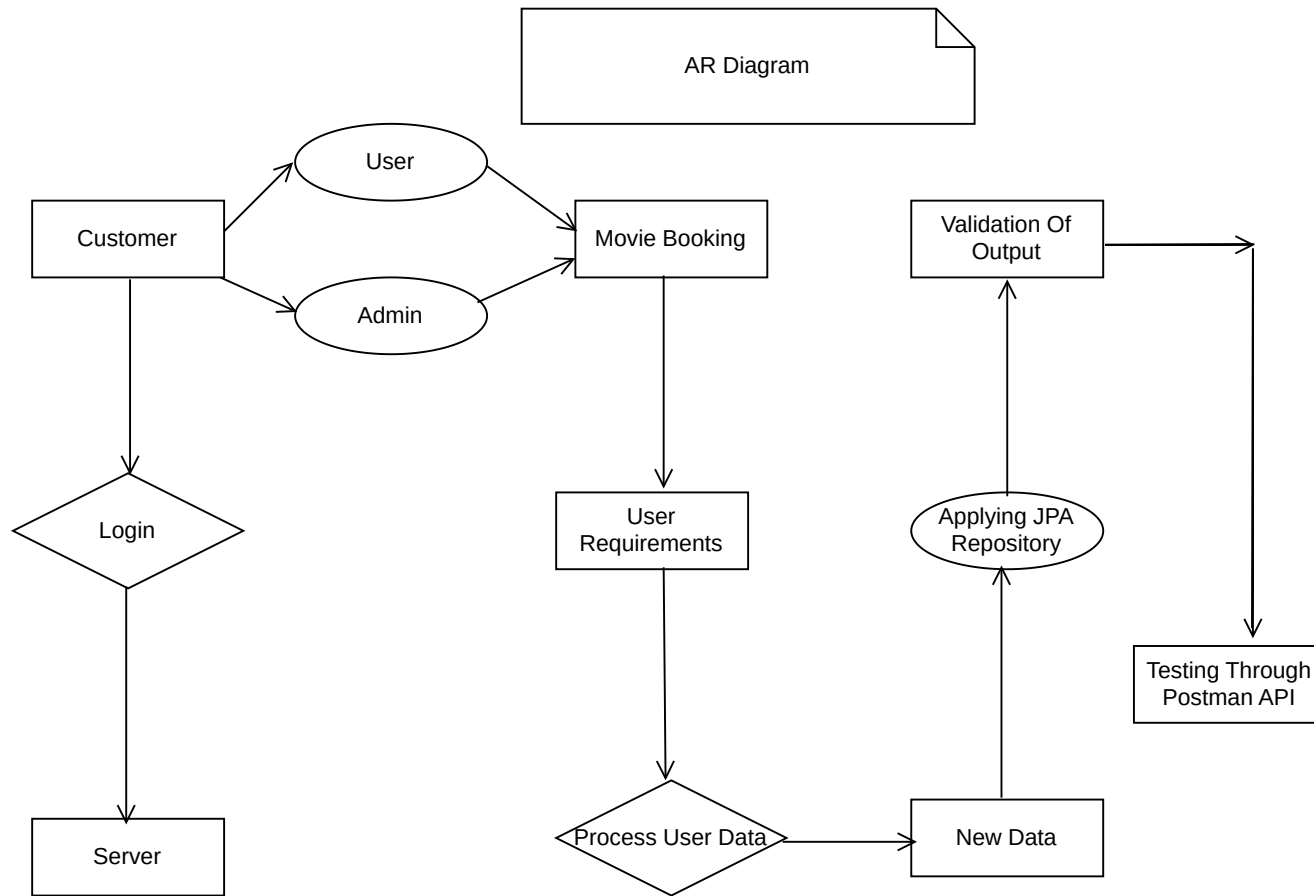 AR Diagram
User
Customer
Movie Booking
Validation Of
Output
Admin
Login
User
Requirements
Applying JPA
Repository
Testing Through
Postman API
Server
Process User Data
New Data